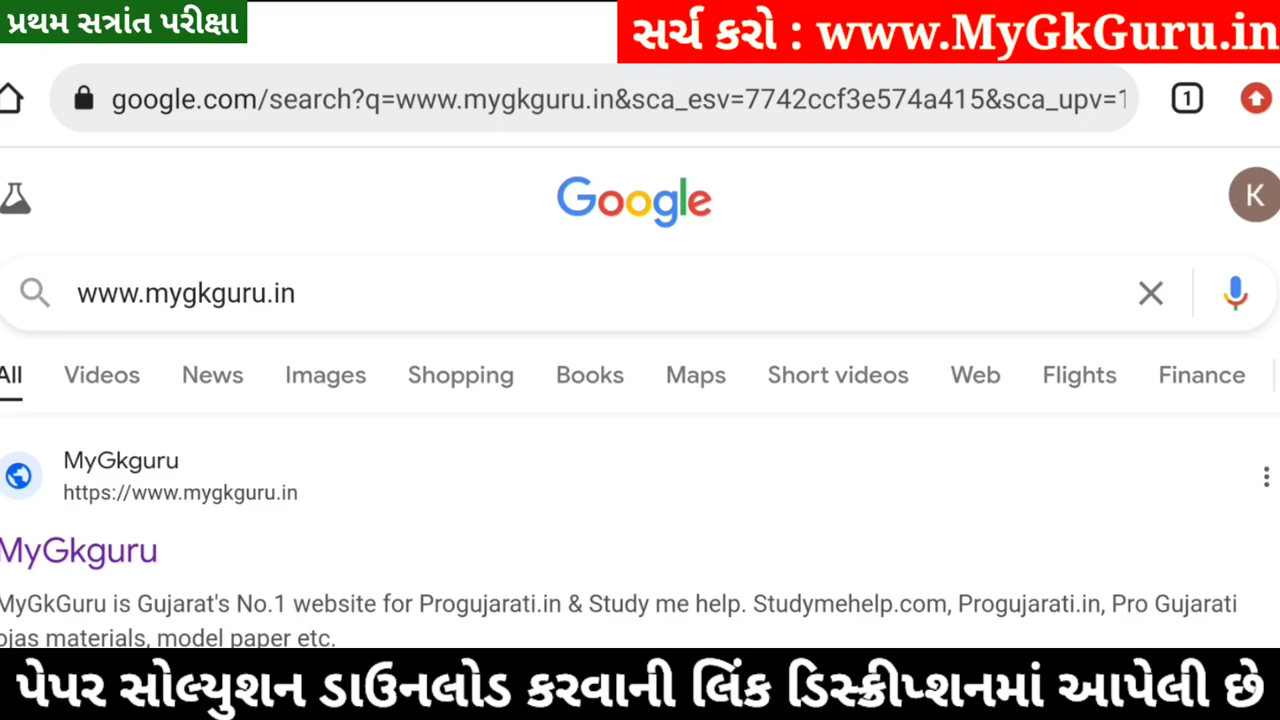 પ્રથમ સત્રાંત પરીક્ષા
સર્ચ કરો : www.MyGkGuru.in
google.com/search?q=www.mygkguru.in&sca_esv=7742ccf3e574a415&sca_upv=1
1
Google
K
www.mygkguru.in
All Videos News Images Shopping Books Maps Short videos Web Flights Finance
MyGkguru
https://www.mygkguru.in
MyGkguru
MyGkGuru is Gujarat's No.1 website for Progujarati.in & Study me help. Studymehelp.com, Progujarati.in, Pro Gujarati
ojas materials, model paper etc.
પેપર સોલ્યુશન ડાઉનલોડ કરવાની લિંક ડિસ્ક્રીપ્શનમાં આપેલી છે